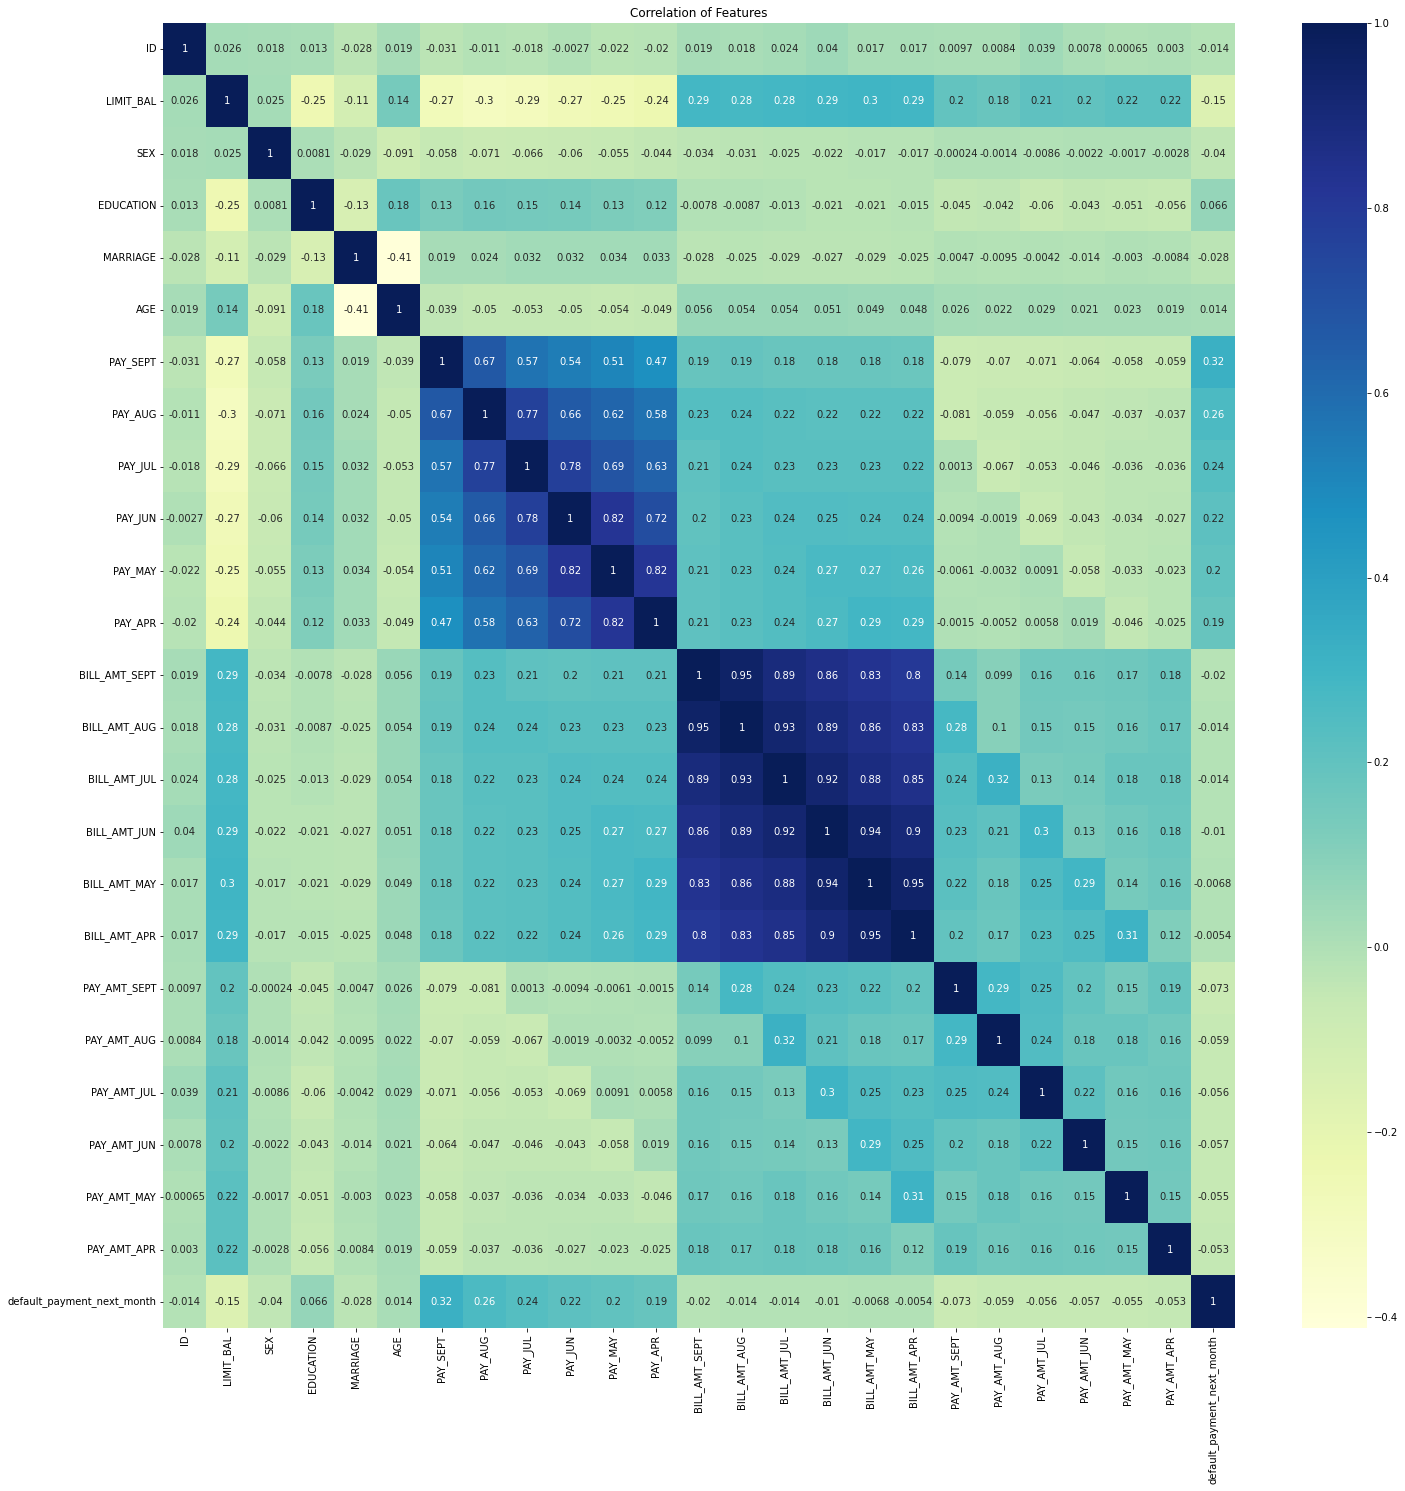 Correlation of Features
ID 1 0.026 0.018 0.013 -0.028 0.019 -0.031 -0.011 -0.018 -0.0027 -0.022 -0.02 0.019 0.018 0.024 0.04 0.017 0.017 0.0097 0.0084 0.039 0.0078 0.00065 0.003 -0.014
LIMIT_BAL 0.026 1 0.025 -0.25 -0.11 0.14 -0.27 -0.3 -0.29 -0.27 -0.25 -0.24 0.29 0.28 0.28 0.29 0.3 0.29 0.2 0.18 0.21 0.2 0.22 0.22 -0.15
SEX 0.018 0.025 1 0.0081 -0.029 -0.091 -0.058 -0.071 -0.066 -0.06 -0.055 -0.044 -0.034 -0.031 -0.025 -0.022 -0.017 -0.017 -0.00024 -0.0014 -0.0086 -0.0022 -0.0017 -0.0028 -0.04
EDUCATION 0.013 -0.25 0.0081 1 -0.13 0.18 0.13 0.16 0.15 0.14 0.13 0.12 -0.0078 -0.0087 -0.013 -0.021 -0.021 -0.015 -0.045 -0.042 -0.06 -0.043 -0.051 -0.056 0.066
MARRIAGE -0.028 -0.11 -0.029 -0.13 1 -0.41 0.019 0.024 0.032 0.032 0.034 0.033 -0.028 -0.025 -0.029 -0.027 -0.029 -0.025 -0.0047 -0.0095 -0.0042 -0.014 -0.003 -0.0084 -0.028
AGE 0.019 0.14 -0.091 0.18 -0.41 1 -0.039 -0.05 -0.053 -0.05 -0.054 -0.049 0.056 0.054 0.054 0.051 0.049 0.048 0.026 0.022 0.029 0.021 0.023 0.019 0.014
PAY_SEPT -0.031 -0.27 -0.058 0.13 0.019 -0.039 1 0.67 0.57 0.54 0.51 0.47 0.19 0.19 0.18 0.18 0.18 0.18 -0.079 -0.07 -0.071 -0.064 -0.058 -0.059 0.32
PAY_AUG -0.011 -0.3 -0.071 0.16 0.024 -0.05 0.67 1 0.77 0.66 0.62 0.58 0.23 0.24 0.22 0.22 0.22 0.22 -0.081 -0.059 -0.056 -0.047 -0.037 -0.037 0.26
PAY_JUL -0.018 -0.29 -0.066 0.15 0.032 -0.053 0.57 0.77 1 0.78 0.69 0.63 0.21 0.24 0.23 0.23 0.23 0.22 0.0013 -0.067 -0.053 -0.046 -0.036 -0.036 0.24
PAY_JUN -0.0027 -0.27 -0.06 0.14 0.032 -0.05 0.54 0.66 0.78 1 0.82 0.72 0.2 0.23 0.24 0.25 0.24 0.24 -0.0094 -0.0019 -0.069 -0.043 -0.034 -0.027 0.22
PAY_MAY -0.022 -0.25 -0.055 0.13 0.034 -0.054 0.51 0.62 0.69 0.82 1 0.82 0.21 0.23 0.24 0.27 0.27 0.26 -0.0061 -0.0032 0.0091 -0.058 -0.033 -0.023 0.2
PAY_APR -0.02 -0.24 -0.044 0.12 0.033 -0.049 0.47 0.58 0.63 0.72 0.82 1 0.21 0.23 0.24 0.27 0.29 0.29 -0.0015 -0.0052 0.0058 0.019 -0.046 -0.025 0.19
BILL_AMT_SEPT 0.019 0.29 -0.034 -0.0078 -0.028 0.056 0.19 0.23 0.21 0.2 0.21 0.21 1 0.95 0.89 0.86 0.83 0.8 0.14 0.099 0.16 0.16 0.17 0.18 -0.02
BILL_AMT_AUG 0.018 0.28 -0.031 -0.0087 -0.025 0.054 0.19 0.24 0.24 0.23 0.23 0.23 0.95 1 0.93 0.89 0.86 0.83 0.28 0.1 0.15 0.15 0.16 0.17 -0.014
BILL_AMT_JUL 0.024 0.28 -0.025 -0.013 -0.029 0.054 0.18 0.22 0.23 0.24 0.24 0.24 0.89 0.93 1 0.92 0.88 0.85 0.24 0.32 0.13 0.14 0.18 0.18 -0.014
BILL_AMT_JUN 0.04 0.29 -0.022 -0.021 -0.027 0.051 0.18 0.22 0.23 0.25 0.27 0.27 0.86 0.89 0.92 1 0.94 0.9 0.23 0.21 0.3 0.13 0.16 0.18 -0.01
BILL_AMT_MAY 0.017 0.3 -0.017 -0.021 -0.029 0.049 0.18 0.22 0.23 0.24 0.27 0.29 0.83 0.86 0.88 0.94 1 0.95 0.22 0.18 0.25 0.29 0.14 0.16 -0.0068
BILL_AMT_APR 0.017 0.29 -0.017 -0.015 -0.025 0.048 0.18 0.22 0.22 0.24 0.26 0.29 0.8 0.83 0.85 0.9 0.95 1 0.2 0.17 0.23 0.25 0.31 0.12 -0.0054
PAY_AMT_SEPT 0.0097 0.2 -0.00024 -0.045 -0.0047 0.026 -0.079 -0.081 0.0013 -0.0094 -0.0061 -0.0015 0.14 0.28 0.24 0.23 0.22 0.2 1 0.29 0.25 0.2 0.15 0.19 -0.073
PAY_AMT_AUG 0.0084 0.18 -0.0014 -0.042 -0.0095 0.022 -0.07 -0.059 -0.067 -0.0019 -0.0032 -0.0052 0.099 0.1 0.32 0.21 0.18 0.17 0.29 1 0.24 0.18 0.18 0.16 -0.059
PAY_AMT_JUL 0.039 0.21 -0.0086 -0.06 -0.0042 0.029 -0.071 -0.056 -0.053 -0.069 0.0091 0.0058 0.16 0.15 0.13 0.3 0.25 0.23 0.25 0.24 1 0.22 0.16 0.16 -0.056
PAY_AMT_JUN 0.0078 0.2 -0.0022 -0.043 -0.014 0.021 -0.064 -0.047 -0.046 -0.043 -0.058 0.019 0.16 0.15 0.14 0.13 0.29 0.25 0.2 0.18 0.22 1 0.15 0.16 -0.057
PAY_AMT_MAY 0.00065 0.22 -0.0017 -0.051 -0.003 0.023 -0.058 -0.037 -0.036 -0.034 -0.033 -0.046 0.17 0.16 0.18 0.16 0.14 0.31 0.15 0.18 0.16 0.15 1 0.15 -0.055
PAY_AMT_APR 0.003 0.22 -0.0028 -0.056 -0.0084 0.019 -0.059 -0.037 -0.036 -0.027 -0.023 -0.025 0.18 0.17 0.18 0.18 0.16 0.12 0.19 0.16 0.16 0.16 0.15 1 -0.053
default_payment_next_month -0.014 -0.15 -0.04 0.066 -0.028 0.014 0.32 0.26 0.24 0.22 0.2 0.19 -0.02 -0.014 -0.014 -0.01 -0.0068 -0.0054 -0.073 -0.059 -0.056 -0.057 -0.055 -0.053 1
ID
LIMIT_BAL
SEX
EDUCATION
MARRIAGE
AGE
PAY_SEPT
PAY_AUG
PAY_JUL
PAY_JUN
PAY_MAY
PAY_APR
BILL_AMT_SEPT
BILL_AMT_AUG
BILL_AMT_JUL
BILL_AMT_JUN
BILL_AMT_MAY
BILL_AMT_APR
PAY_AMT_SEPT
PAY_AMT_AUG
PAY_AMT_JUL
PAY_AMT_JUN
PAY_AMT_MAY
PAY_AMT_APR
default_payment_next_month
1.0
0.8
0.6
0.4
0.2
0.0
−0.2
−0.4